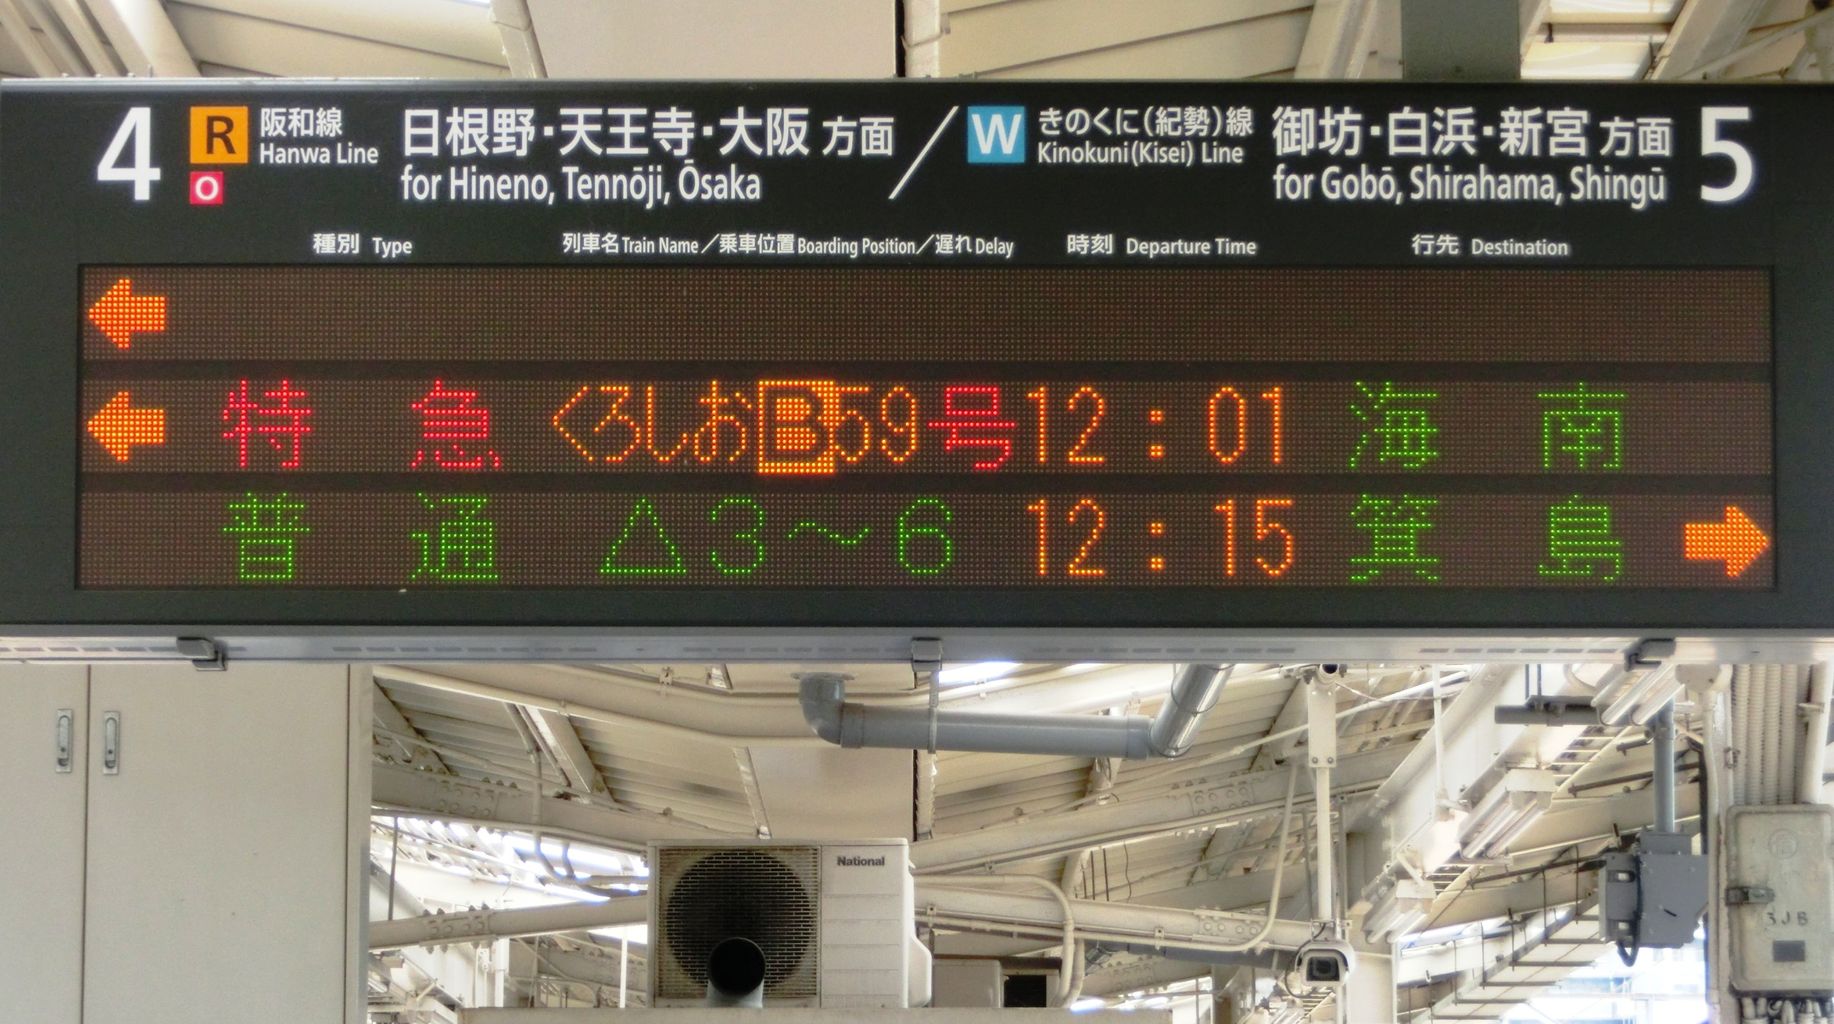 4 R 阪和線 日根野・天王寺・大阪 方面 ／ W きのくに(紀勢)線 御坊・白浜・新宮 方面 5
O Hanwa Line for Hineno, Tennōji, Ōsaka Kinokuni(Kisei) Line for Gobō, Shirahama, Shingū
種別 Type 列車名 Train Name／乗車位置 Boarding Position／遅れ Delay 時刻 Departure Time 行先 Destination
←
← 特急 くろしおB59号 12:01 海南
普通 △3～6 12:15 箕島 →
National
3JB